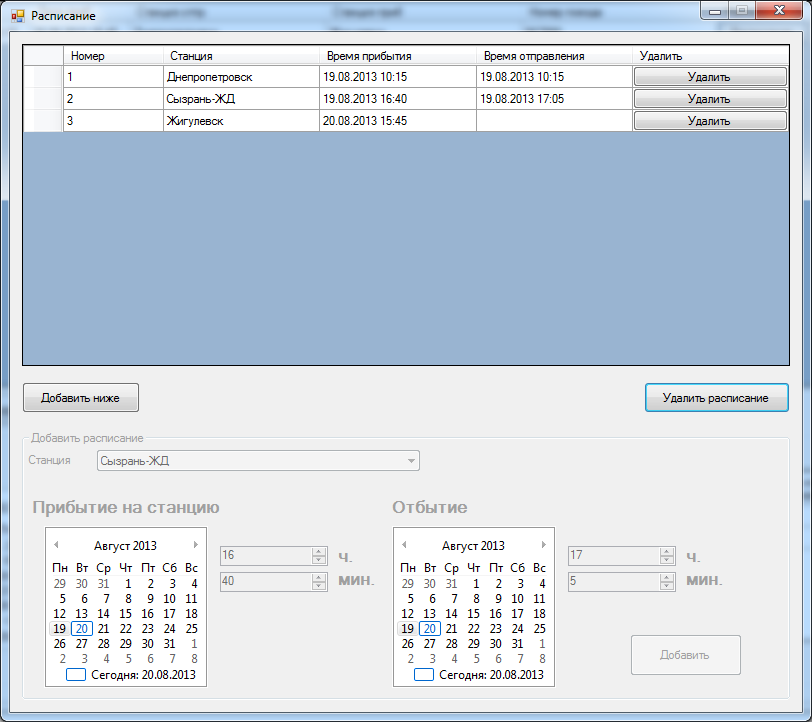 Станция отпр
Станция приб
Номер поезда
Расписание
Номер Станция Время прибытия Время отправления Удалить
1 Днепропетровск 19.08.2013 10:15 19.08.2013 10:15 Удалить
2 Сызрань-ЖД 19.08.2013 16:40 19.08.2013 17:05 Удалить
3 Жигулевск 20.08.2013 15:45 Удалить
Добавить ниже Удалить расписание
Добавить расписание
Станция Сызрань-ЖД
Прибытие на станцию
Август 2013
Пн Вт Ср Чт Пт Сб Вс
29 30 31 1 2 3 4
5 6 7 8 9 10 11
12 13 14 15 16 17 18
19 20 21 22 23 24 25
26 27 28 29 30 31 1
2 3 4 5 6 7 8
Сегодня: 20.08.2013
16 ч.
40 мин.
Отбытие
Август 2013
Пн Вт Ср Чт Пт Сб Вс
29 30 31 1 2 3 4
5 6 7 8 9 10 11
12 13 14 15 16 17 18
19 20 21 22 23 24 25
26 27 28 29 30 31 1
2 3 4 5 6 7 8
Сегодня: 20.08.2013
17 ч.
5 мин.
Добавить